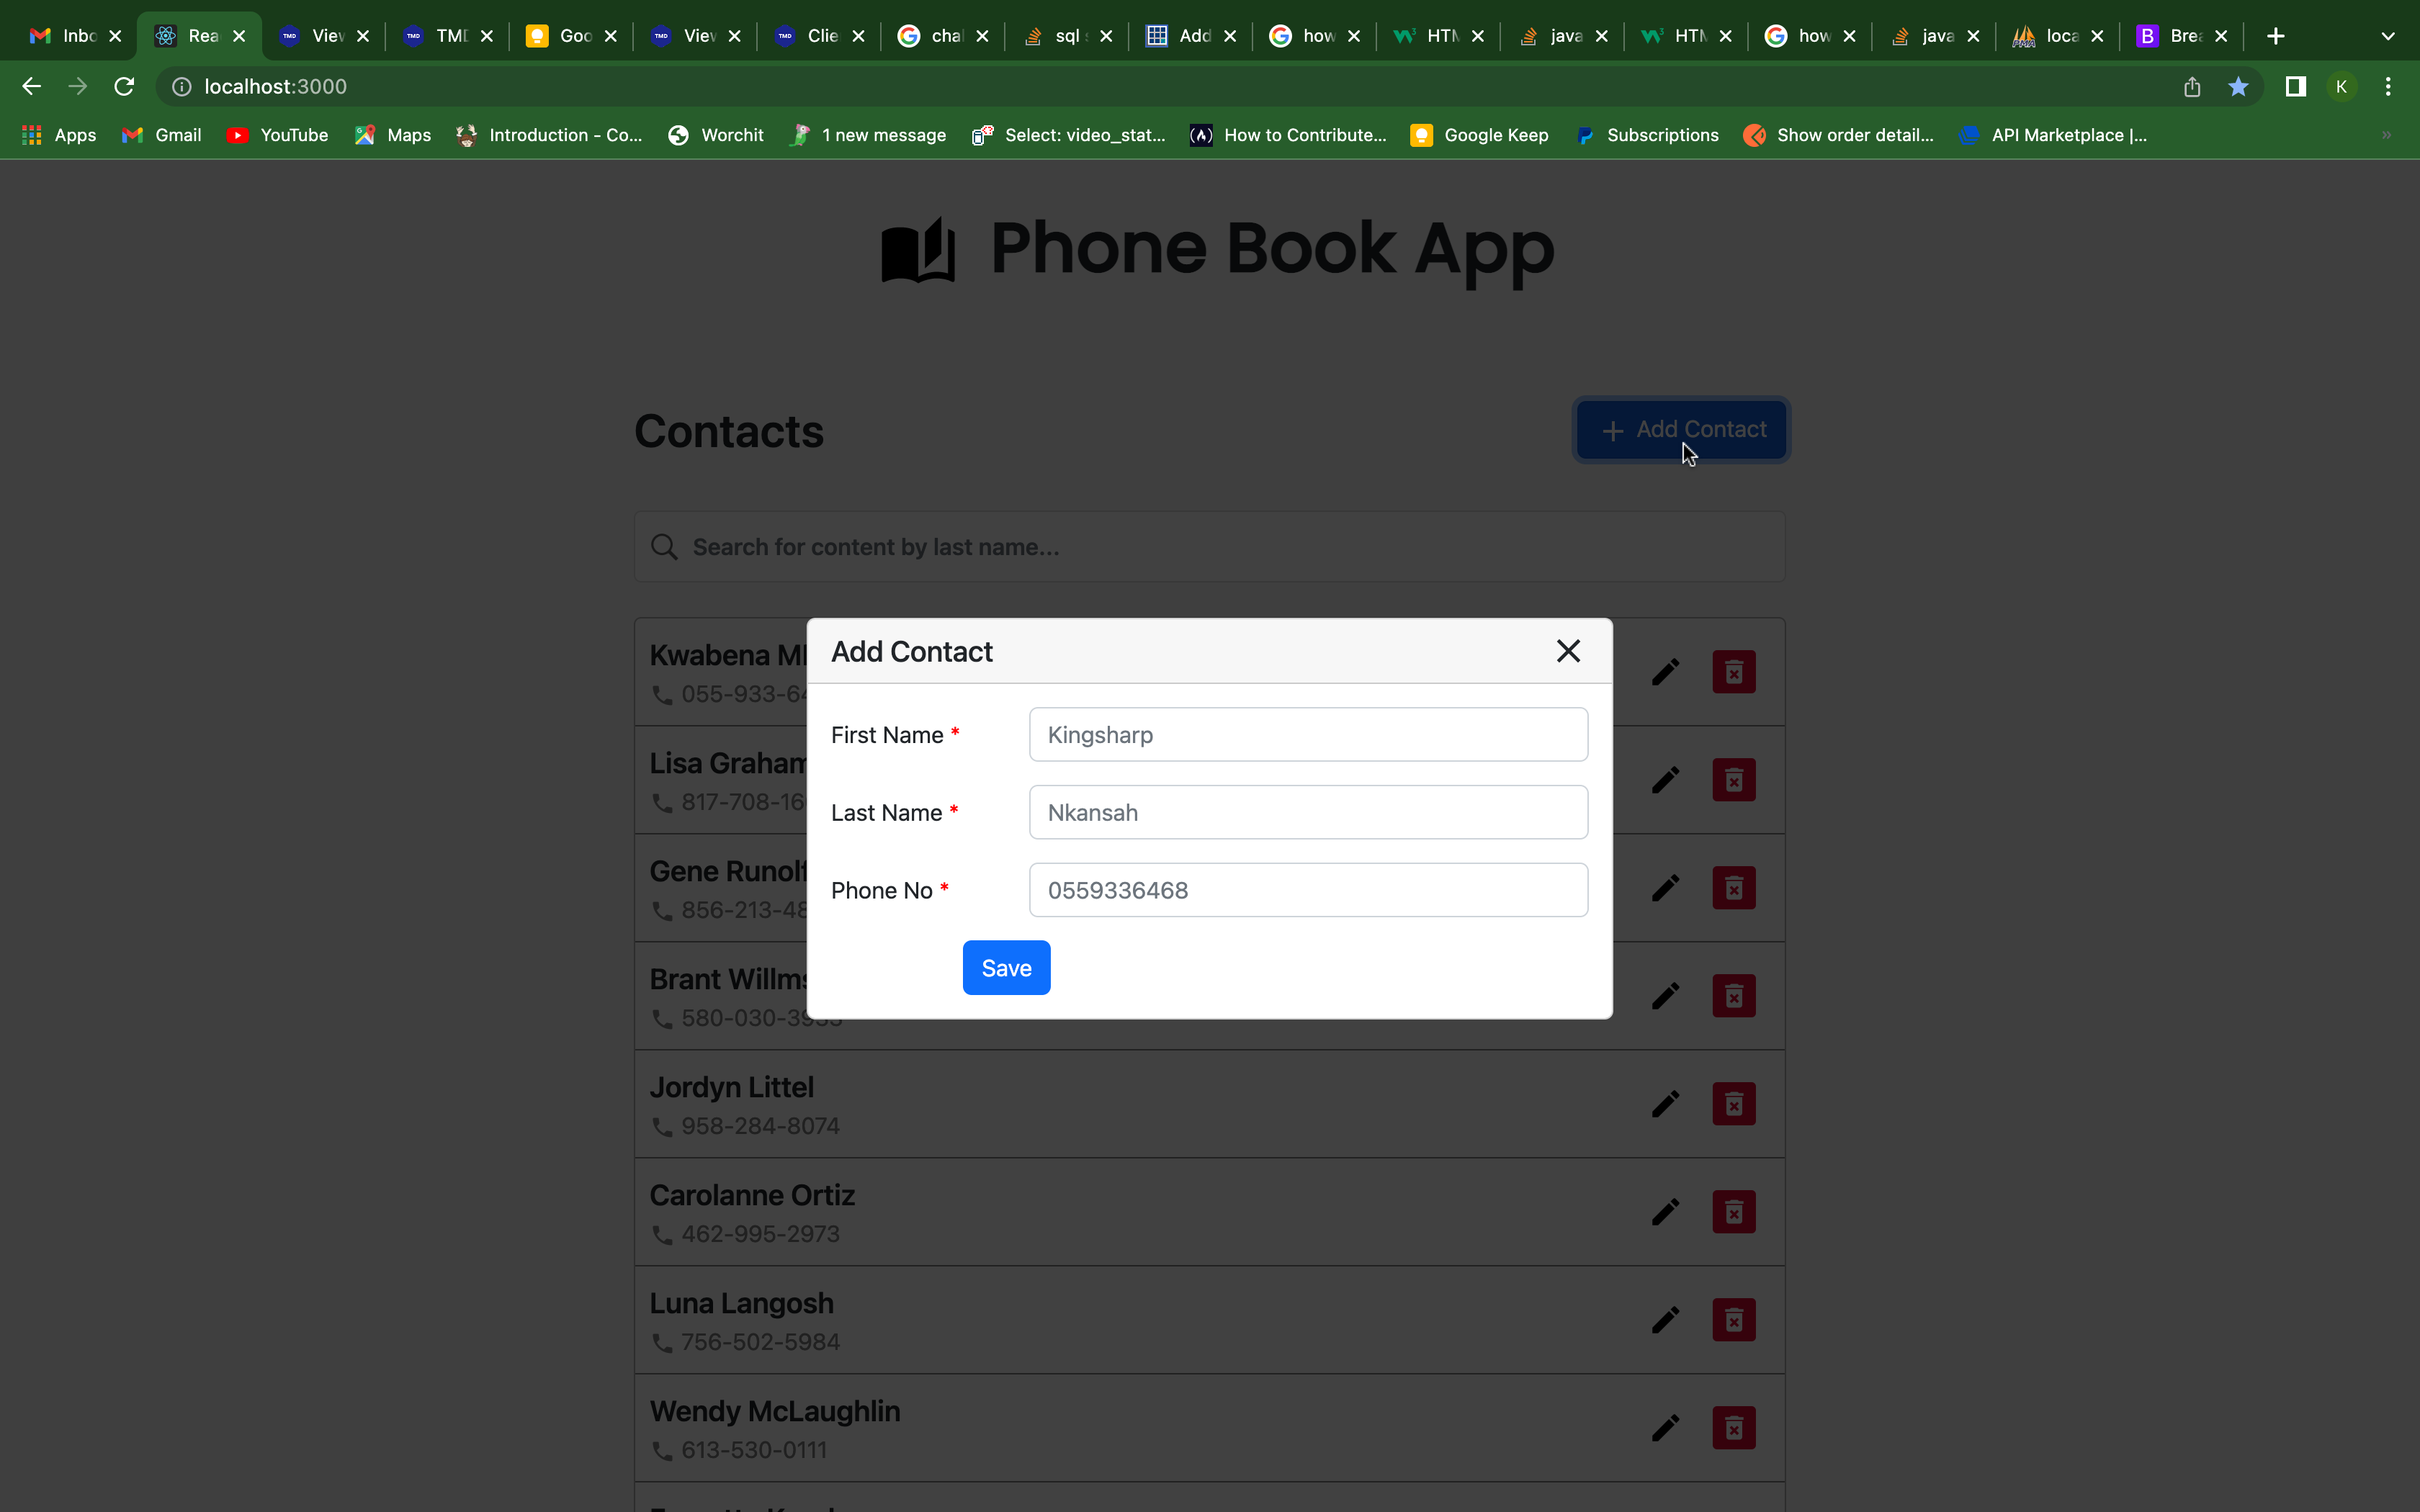 Inbo Rea View TMD Goo View Clie chat sql s Add how HTM java HTM how java loca Brea
localhost:3000 K
Apps Gmail YouTube Maps Introduction - Co... Worchit 1 new message Select: video_stat... How to Contribute... Google Keep Subscriptions Show order detail... API Marketplace |... »
Phone Book App
Contacts
+ Add Contact
Search for content by last name...
Kwabena
055-933-64
Add Contact
First Name * Kingsharp
Last Name * Nkansah
Phone No * 0559336468
Save
Lisa Graham
817-708-16
Gene Runolf
856-213-48
Brant Willms
580-030-3983
Jordyn Littel
958-284-8074
Carolanne Ortiz
462-995-2973
Luna Langosh
756-502-5984
Wendy McLaughlin
613-530-0111